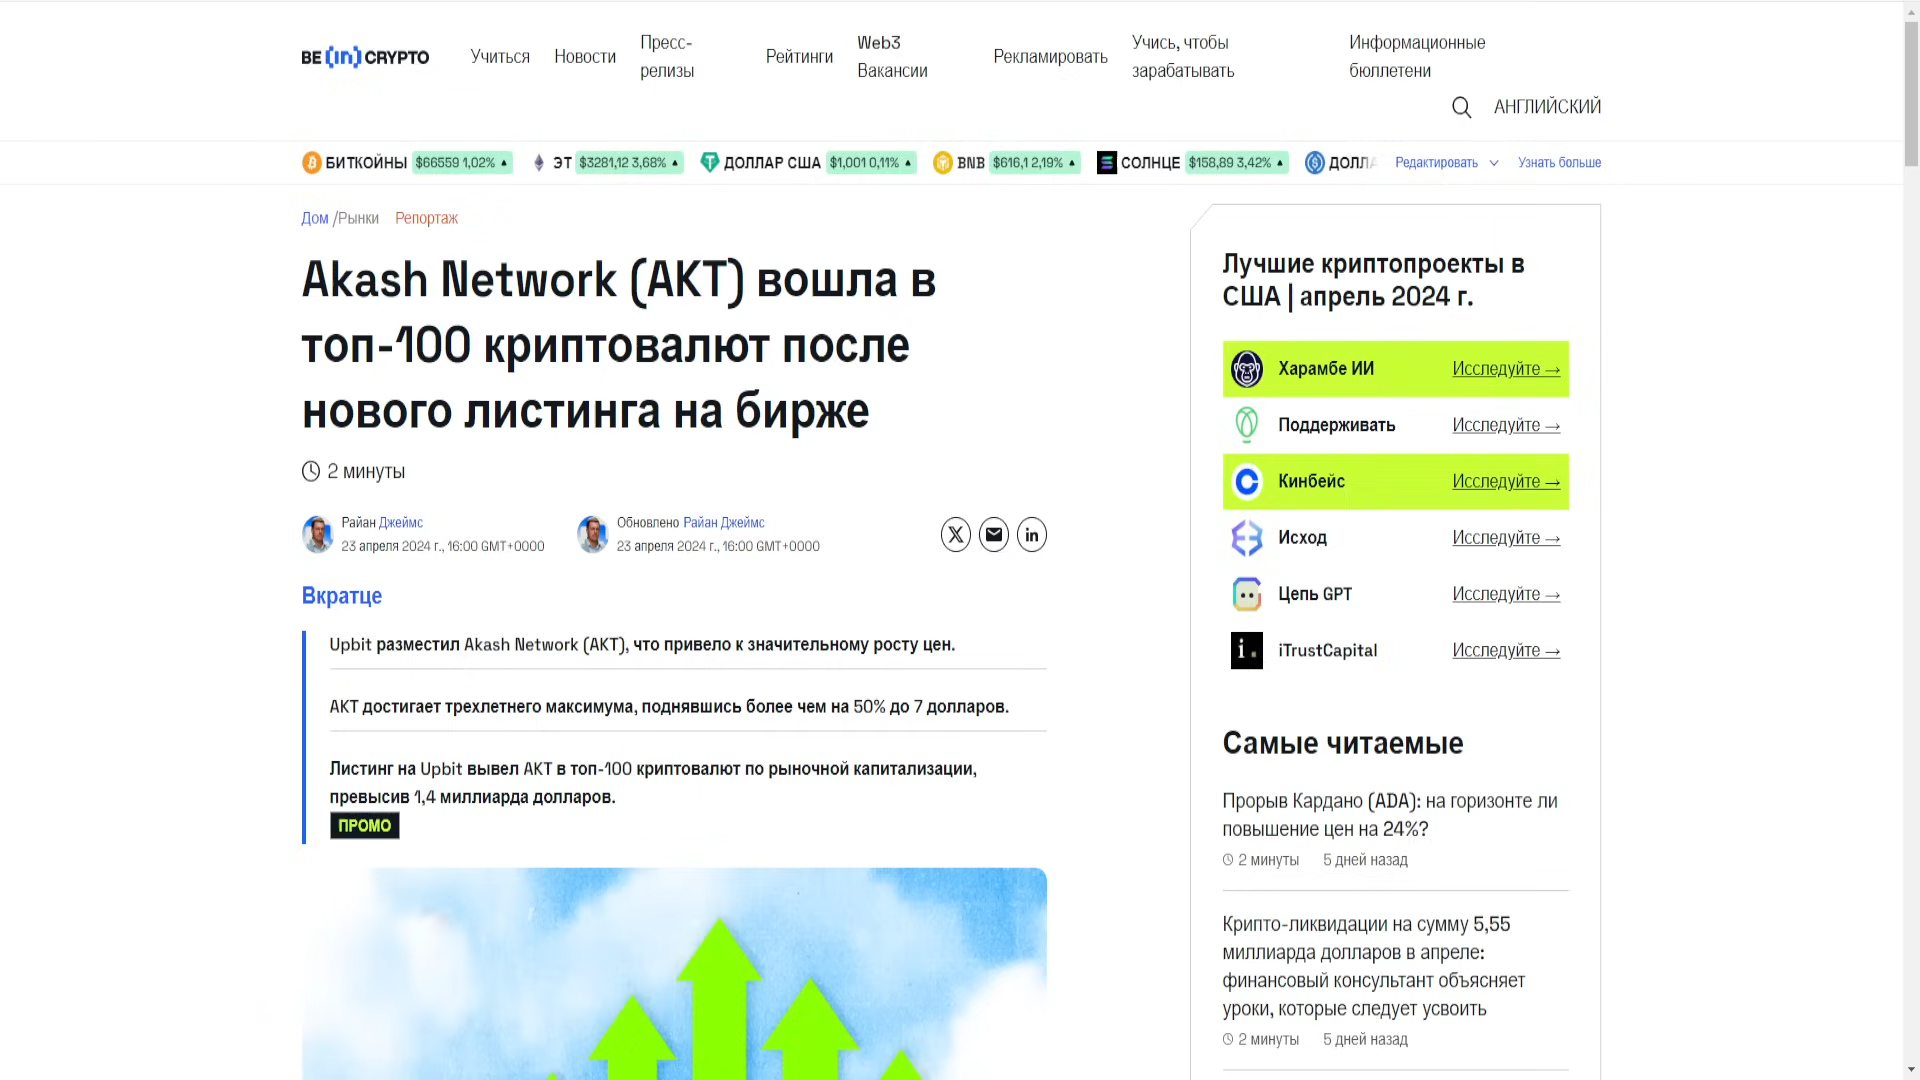 BE[in]CRYPTO
Учиться
Новости
Пресс-
релизы
Рейтинги
Web3
Вакансии
Рекламировать
Учись, чтобы
зарабатывать
Информационные
бюллетени
АНГЛИЙСКИЙ
БИТКОЙНЫ $66559 1,02% ▲ ЭТ $3281,12 3,68% ▲ ДОЛЛАР США $1,001 0,11% ▲ BNB $616,1 2,19% ▲ СОЛНЦЕ $158,89 3,42% ▲ ДОЛЛА Редактировать Узнать больше
Дом /Рынки Репортаж
Akash Network (AKT) вошла в
топ-100 криптовалют после
нового листинга на бирже
2 минуты
Райан Джеймс
23 апреля 2024 г., 16:00 GMT+0000
Обновлено Райан Джеймс
23 апреля 2024 г., 16:00 GMT+0000
Вкратце
Upbit разместил Akash Network (AKT), что привело к значительному росту цен.
АКТ достигает трехлетнего максимума, поднявшись более чем на 50% до 7 долларов.
Листинг на Upbit вывел АКТ в топ-100 криптовалют по рыночной капитализации,
превысив 1,4 миллиарда долларов.
ПРОМО
Лучшие криптопроекты в
США | апрель 2024 г.
Харамбе ИИ Исследуйте →
Поддерживать Исследуйте →
Кинбейс Исследуйте →
Исход Исследуйте →
Цепь GPT Исследуйте →
iTrustCapital Исследуйте →
Самые читаемые
Прорыв Кардано (ADA): на горизонте ли
повышение цен на 24%?
2 минуты 5 дней назад
Крипто-ликвидации на сумму 5,55
миллиарда долларов в апреле:
финансовый консультант объясняет
уроки, которые следует усвоить
2 минуты 5 дней назад